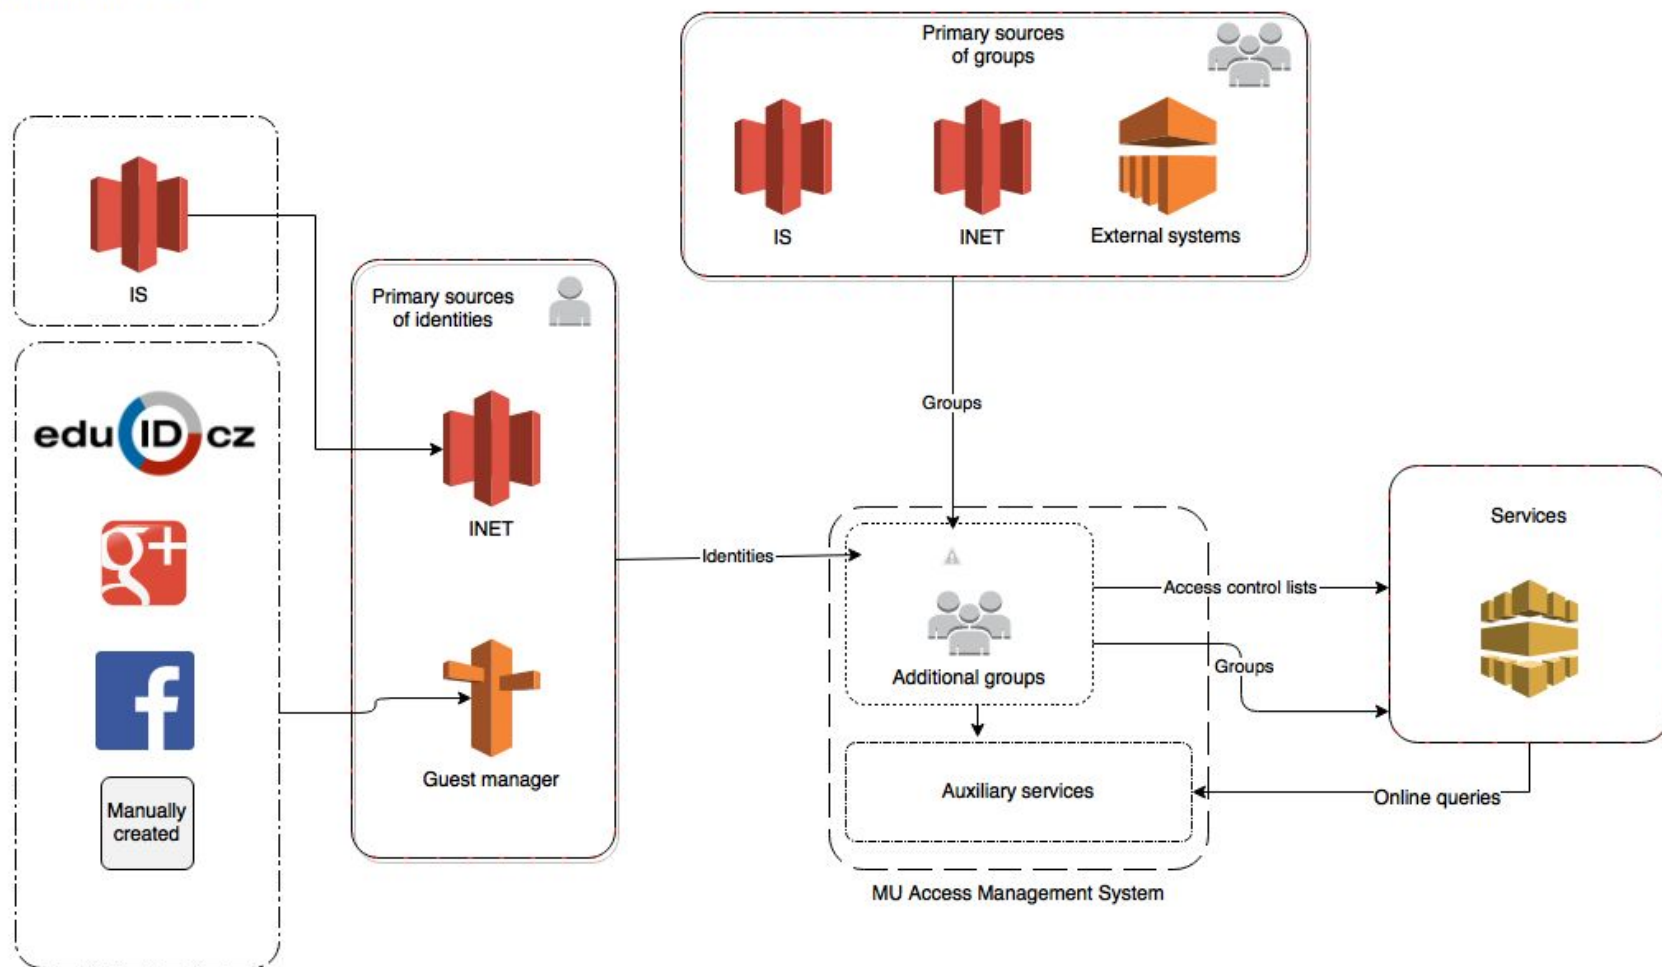 Primary sources
of groups
IS
INET
External systems
IS
Primary sources
of identities
edu ID.cz
g+
f
Manually
created
INET
Guest manager
Groups
Identities
Additional groups
Access control lists
Groups
Services
Auxiliary services
Online queries
MU Access Management System